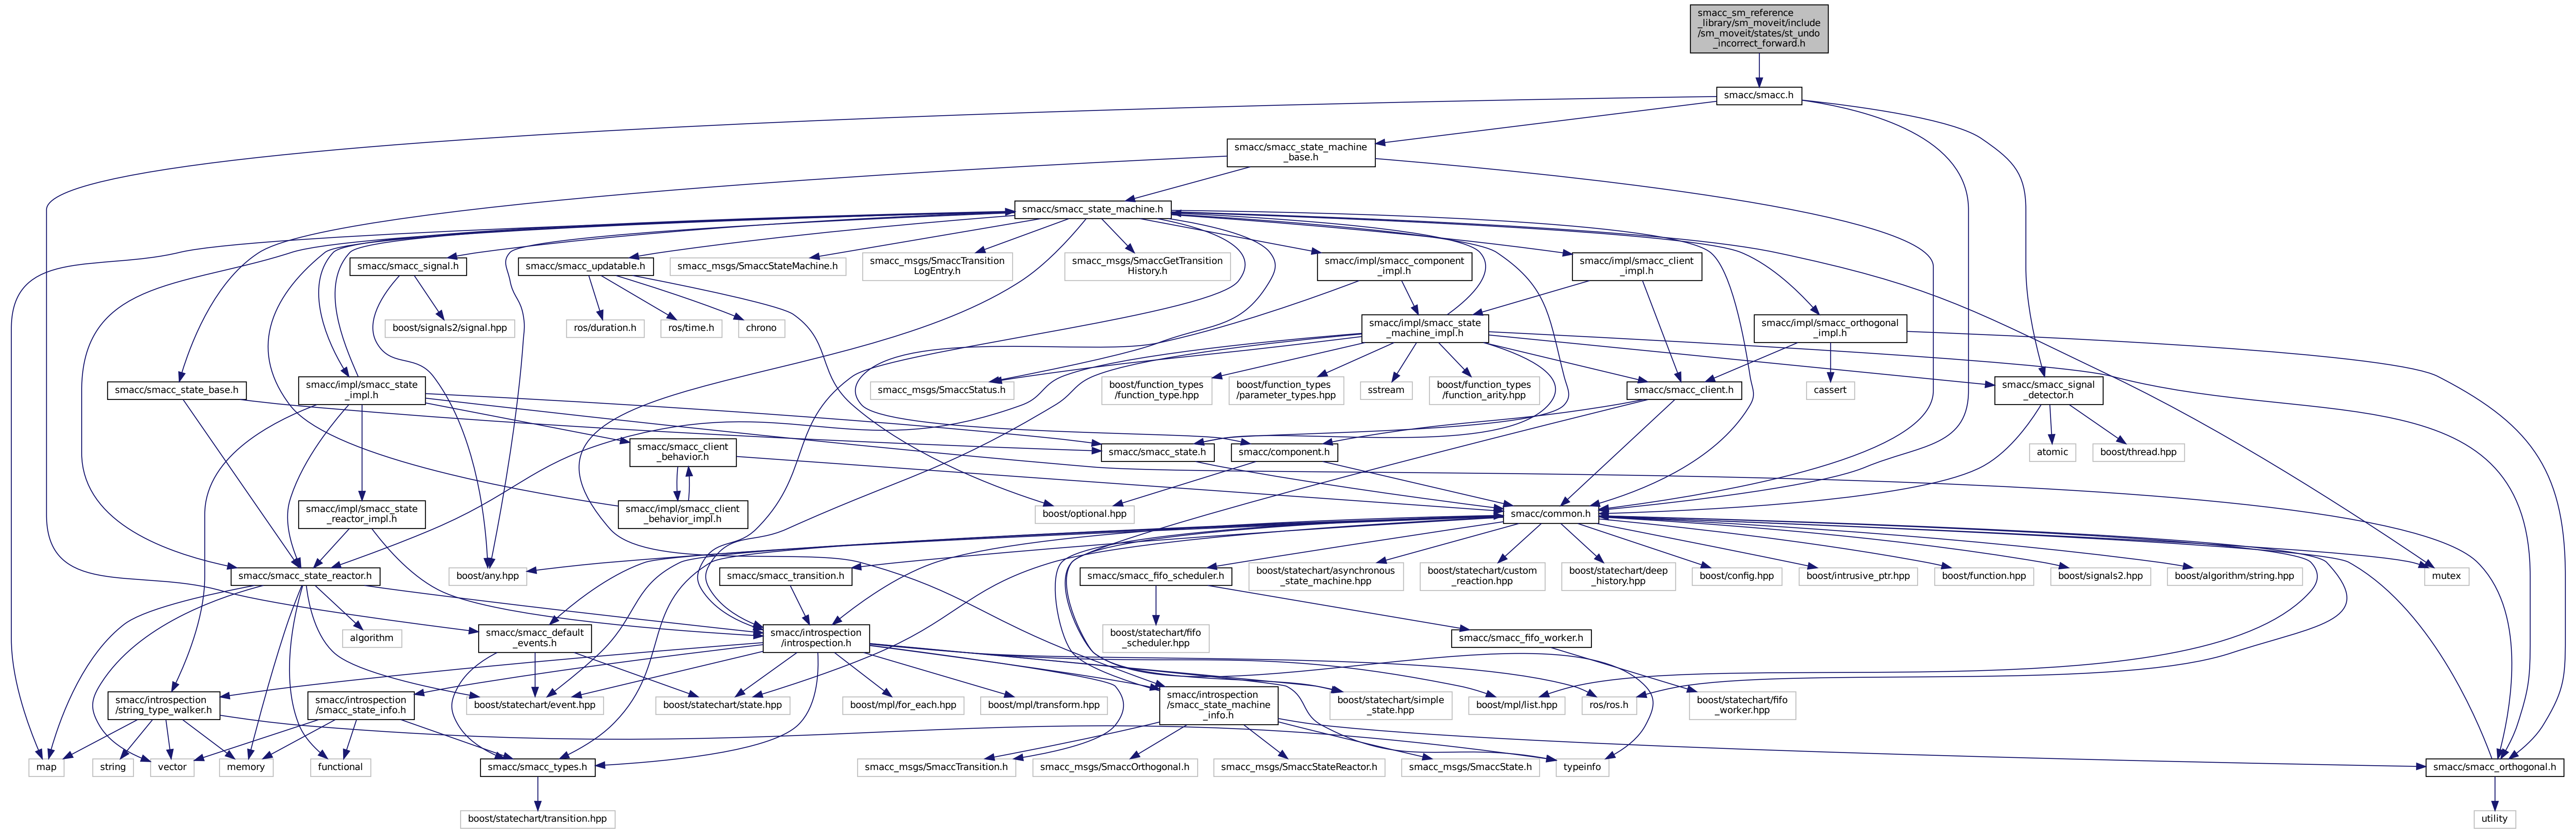 smacc_sm_reference
_library/sm_moveit/include
/sm_moveit/states/st_undo
_incorrect_forward.h
smacc/smacc.h
smacc/smacc_state_machine
_base.h
smacc/smacc_state_machine.h
smacc/smacc_signal.h
smacc/smacc_updatable.h
smacc_msgs/SmaccStateMachine.h
smacc_msgs/SmaccTransition
LogEntry.h
smacc_msgs/SmaccGetTransition
History.h
smacc/impl/smacc_component
_impl.h
smacc/impl/smacc_client
_impl.h
boost/signals2/signal.hpp
ros/duration.h
ros/time.h
chrono
smacc/impl/smacc_state
_machine_impl.h
smacc/impl/smacc_orthogonal
_impl.h
smacc/smacc_state_base.h
smacc/impl/smacc_state
_impl.h
smacc_msgs/SmaccStatus.h
boost/function_types
/function_type.hpp
boost/function_types
/parameter_types.hpp
sstream
boost/function_types
/function_arity.hpp
smacc/smacc_client.h
cassert
smacc/smacc_signal
_detector.h
smacc/smacc_client
_behavior.h
smacc/smacc_state.h
smacc/component.h
atomic
boost/thread.hpp
smacc/impl/smacc_state
_reactor_impl.h
smacc/impl/smacc_client
_behavior_impl.h
boost/optional.hpp
smacc/common.h
smacc/smacc_state_reactor.h
boost/any.hpp
smacc/smacc_transition.h
smacc/smacc_fifo_scheduler.h
boost/statechart/asynchronous
_state_machine.hpp
boost/statechart/custom
_reaction.hpp
boost/statechart/deep
_history.hpp
boost/config.hpp
boost/intrusive_ptr.hpp
boost/function.hpp
boost/signals2.hpp
boost/algorithm/string.hpp
mutex
algorithm
smacc/smacc_default
_events.h
smacc/introspection
/introspection.h
boost/statechart/fifo
_scheduler.hpp
smacc/smacc_fifo_worker.h
smacc/introspection
/string_type_walker.h
smacc/introspection
/smacc_state_info.h
boost/statechart/event.hpp
boost/statechart/state.hpp
boost/mpl/for_each.hpp
boost/mpl/transform.hpp
smacc/introspection
/smacc_state_machine
_info.h
boost/statechart/simple
_state.hpp
boost/mpl/list.hpp
ros/ros.h
boost/statechart/fifo
_worker.hpp
map
string
vector
memory
functional
smacc/smacc_types.h
smacc_msgs/SmaccTransition.h
smacc_msgs/SmaccOrthogonal.h
smacc_msgs/SmaccStateReactor.h
smacc_msgs/SmaccState.h
typeinfo
smacc/smacc_orthogonal.h
boost/statechart/transition.hpp
utility